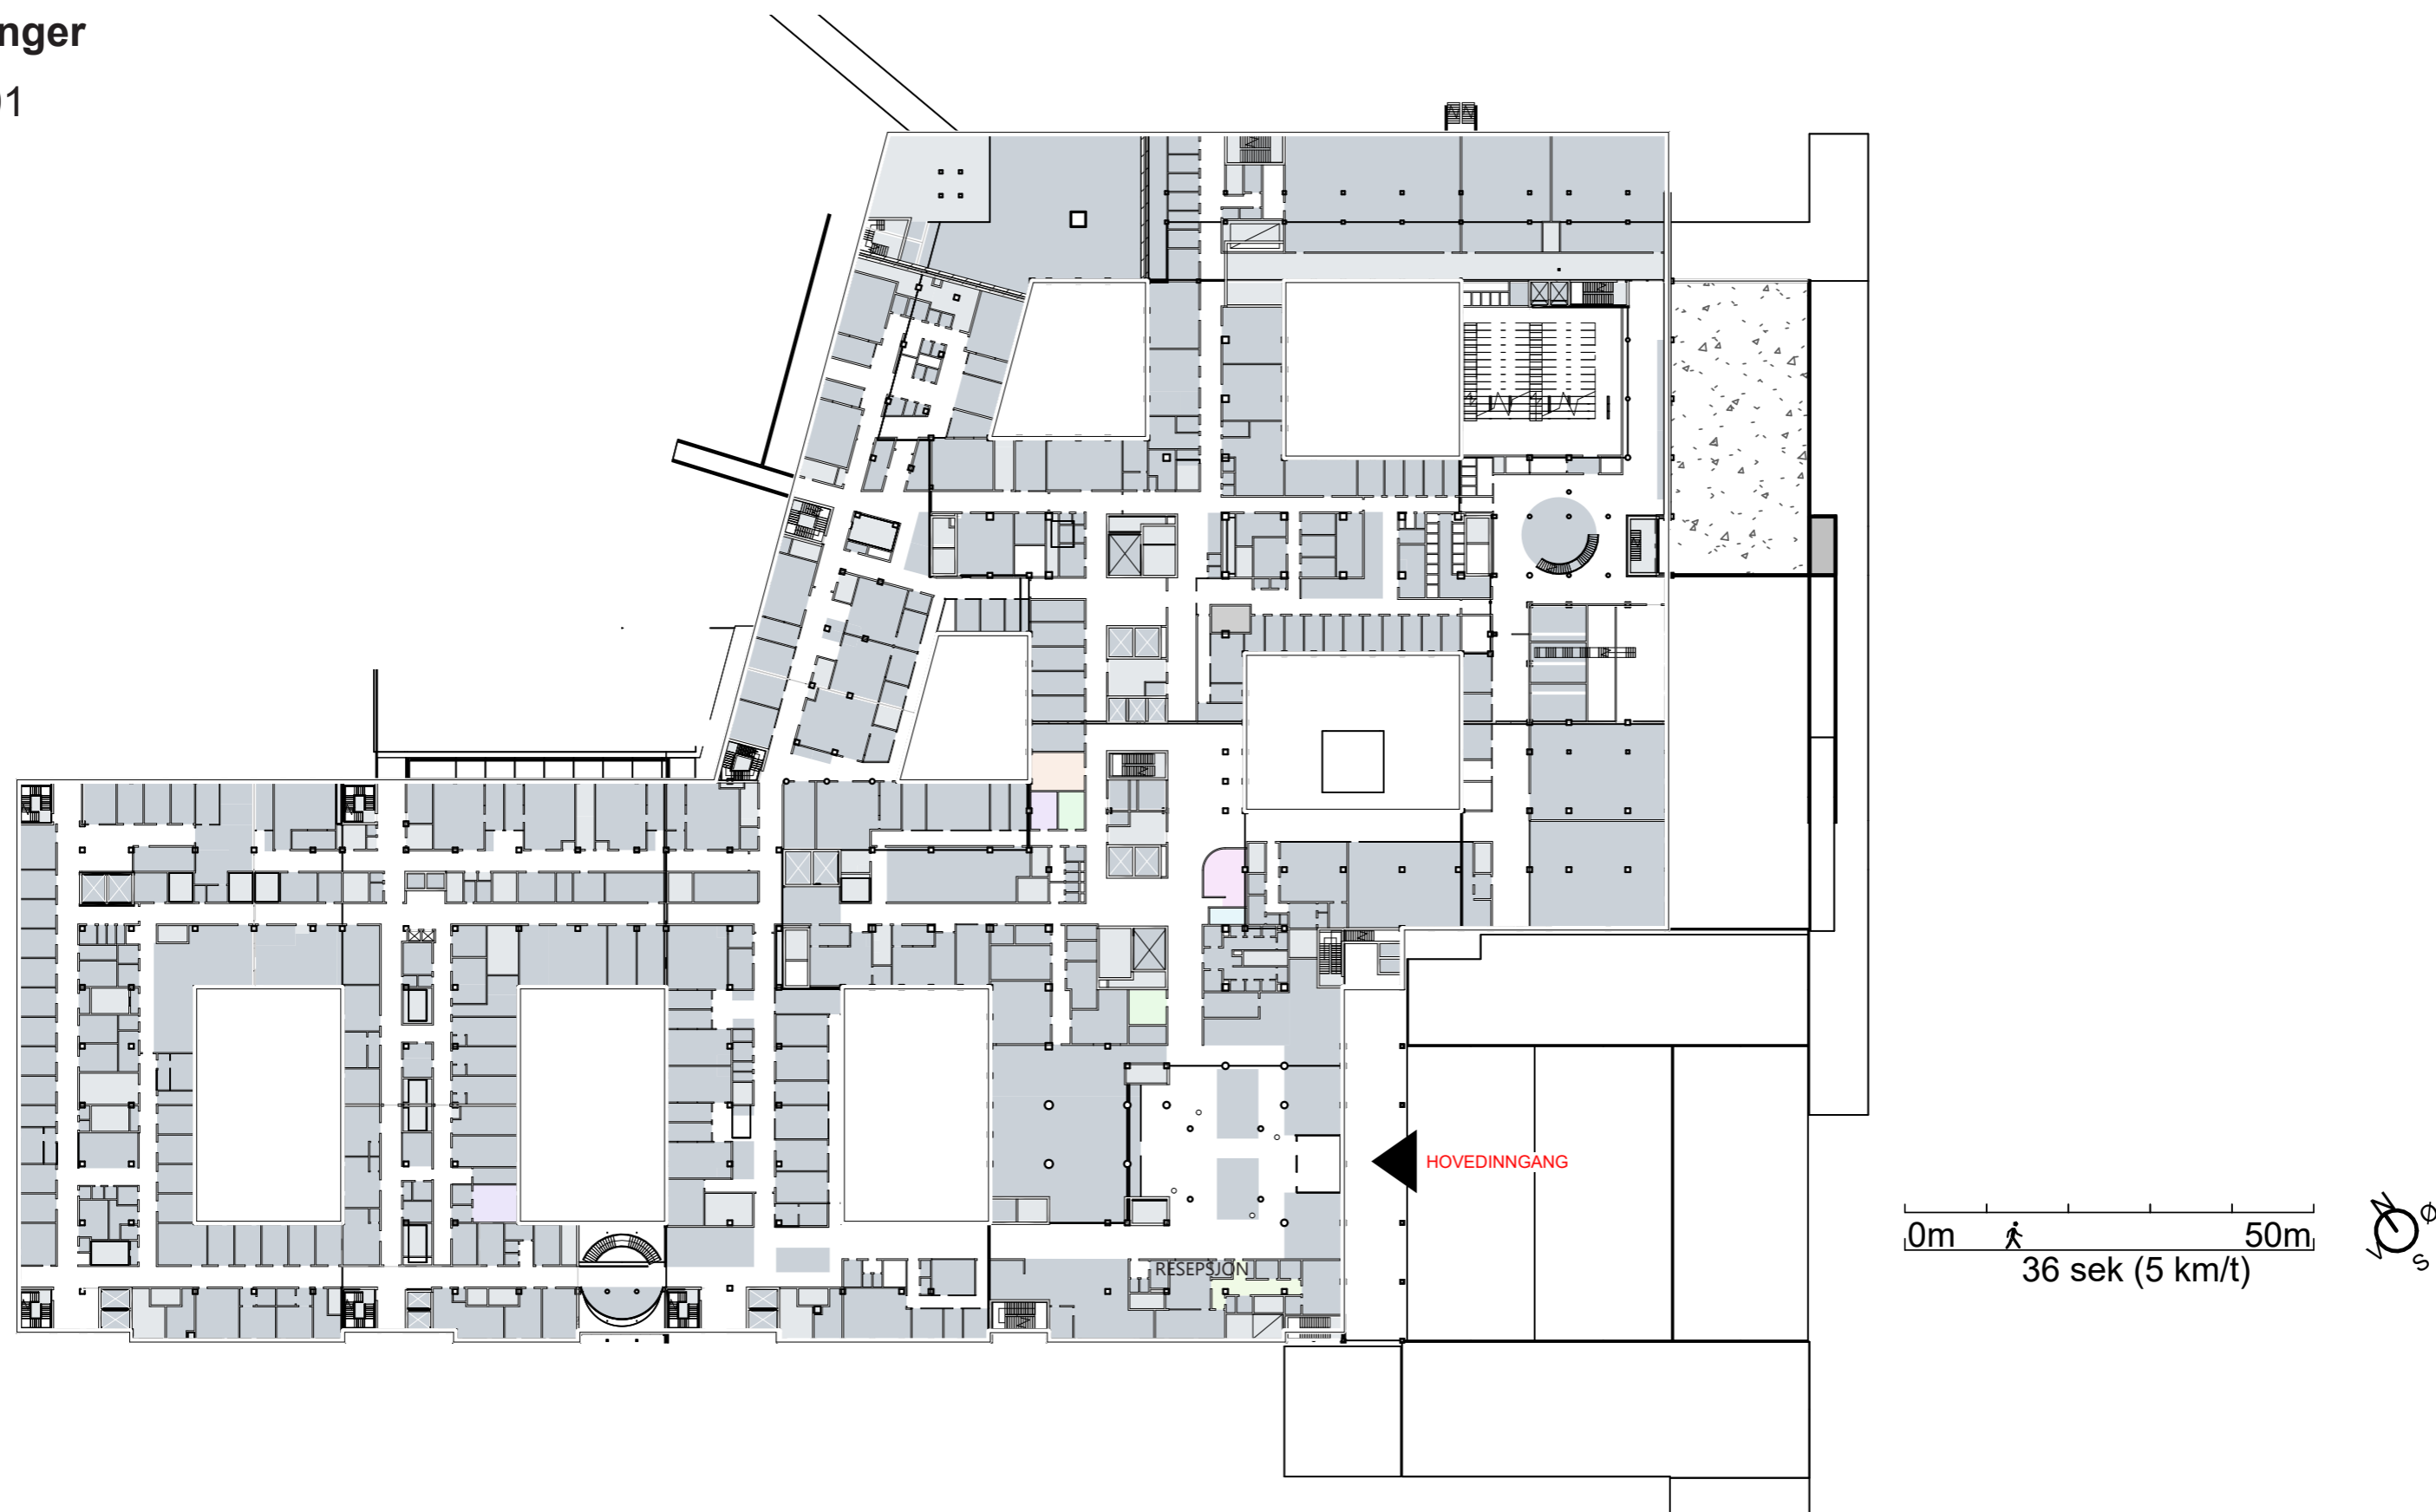 nger
01
HOVEDINNGANG
RESEPSJON
0m 50m
36 sek (5 km/t)
N
Ø
V
S